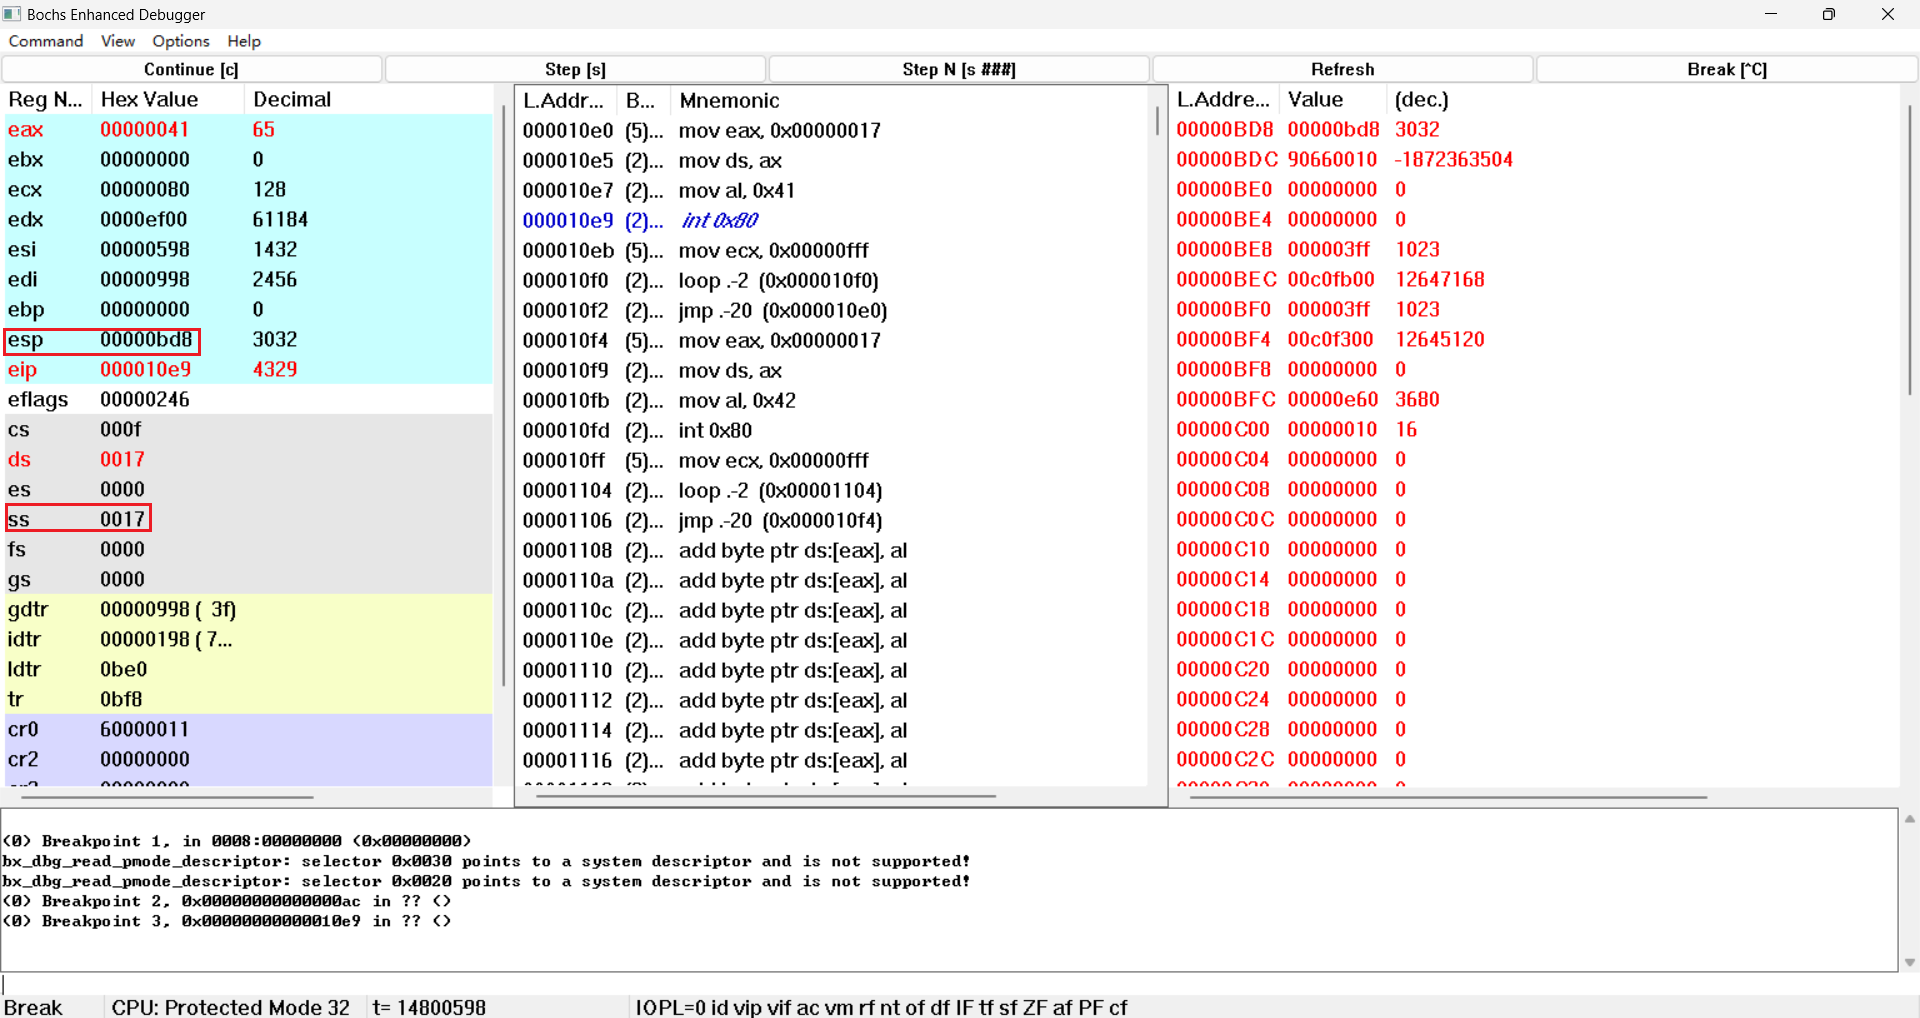 Bochs Enhanced Debugger
Command View Options Help
Continue [c] Step [s] Step N [s ###] Refresh Break [^C]
Reg N... Hex Value Decimal
eax 00000041 65
ebx 00000000 0
ecx 00000080 128
edx 0000ef00 61184
esi 00000598 1432
edi 00000998 2456
ebp 00000000 0
esp 00000bd8 3032
eip 000010e9 4329
eflags 00000246
cs 000f
ds 0017
es 0000
ss 0017
fs 0000
gs 0000
gdtr 00000998 ( 3f)
idtr 00000198 ( 7...
ldtr 0be0
tr 0bf8
cr0 60000011
cr2 00000000
L.Addr... B... Mnemonic
000010e0 (5)... mov eax, 0x00000017
000010e5 (2)... mov ds, ax
000010e7 (2)... mov al, 0x41
000010e9 (2)... int 0x80
000010eb (5)... mov ecx, 0x00000fff
000010f0 (2)... loop .-2 (0x000010f0)
000010f2 (2)... jmp .-20 (0x000010e0)
000010f4 (5)... mov eax, 0x00000017
000010f9 (2)... mov ds, ax
000010fb (2)... mov al, 0x42
000010fd (2)... int 0x80
000010ff (5)... mov ecx, 0x00000fff
00001104 (2)... loop .-2 (0x00001104)
00001106 (2)... jmp .-20 (0x000010f4)
00001108 (2)... add byte ptr ds:[eax], al
0000110a (2)... add byte ptr ds:[eax], al
0000110c (2)... add byte ptr ds:[eax], al
0000110e (2)... add byte ptr ds:[eax], al
00001110 (2)... add byte ptr ds:[eax], al
00001112 (2)... add byte ptr ds:[eax], al
00001114 (2)... add byte ptr ds:[eax], al
00001116 (2)... add byte ptr ds:[eax], al
L.Addre... Value (dec.)
00000BD8 00000bd8 3032
00000BDC 90660010 -1872363504
00000BE0 00000000 0
00000BE4 00000000 0
00000BE8 000003ff 1023
00000BEC 00c0fb00 12647168
00000BF0 000003ff 1023
00000BF4 00c0f300 12645120
00000BF8 00000000 0
00000BFC 00000e60 3680
00000C00 00000010 16
00000C04 00000000 0
00000C08 00000000 0
00000C0C 00000000 0
00000C10 00000000 0
00000C14 00000000 0
00000C18 00000000 0
00000C1C 00000000 0
00000C20 00000000 0
00000C24 00000000 0
00000C28 00000000 0
00000C2C 00000000 0
(0) Breakpoint 1, in 0008:00000000 (0x00000000)
bx_dbg_read_pmode_descriptor: selector 0x0030 points to a system descriptor and is not supported!
bx_dbg_read_pmode_descriptor: selector 0x0020 points to a system descriptor and is not supported!
(0) Breakpoint 2, 0x00000000000000ac in ?? ()
(0) Breakpoint 3, 0x00000000000010e9 in ?? ()
Break CPU: Protected Mode 32 t= 14800598 IOPL=0 id vip vif ac vm rf nt of df IF tf sf ZF af PF cf